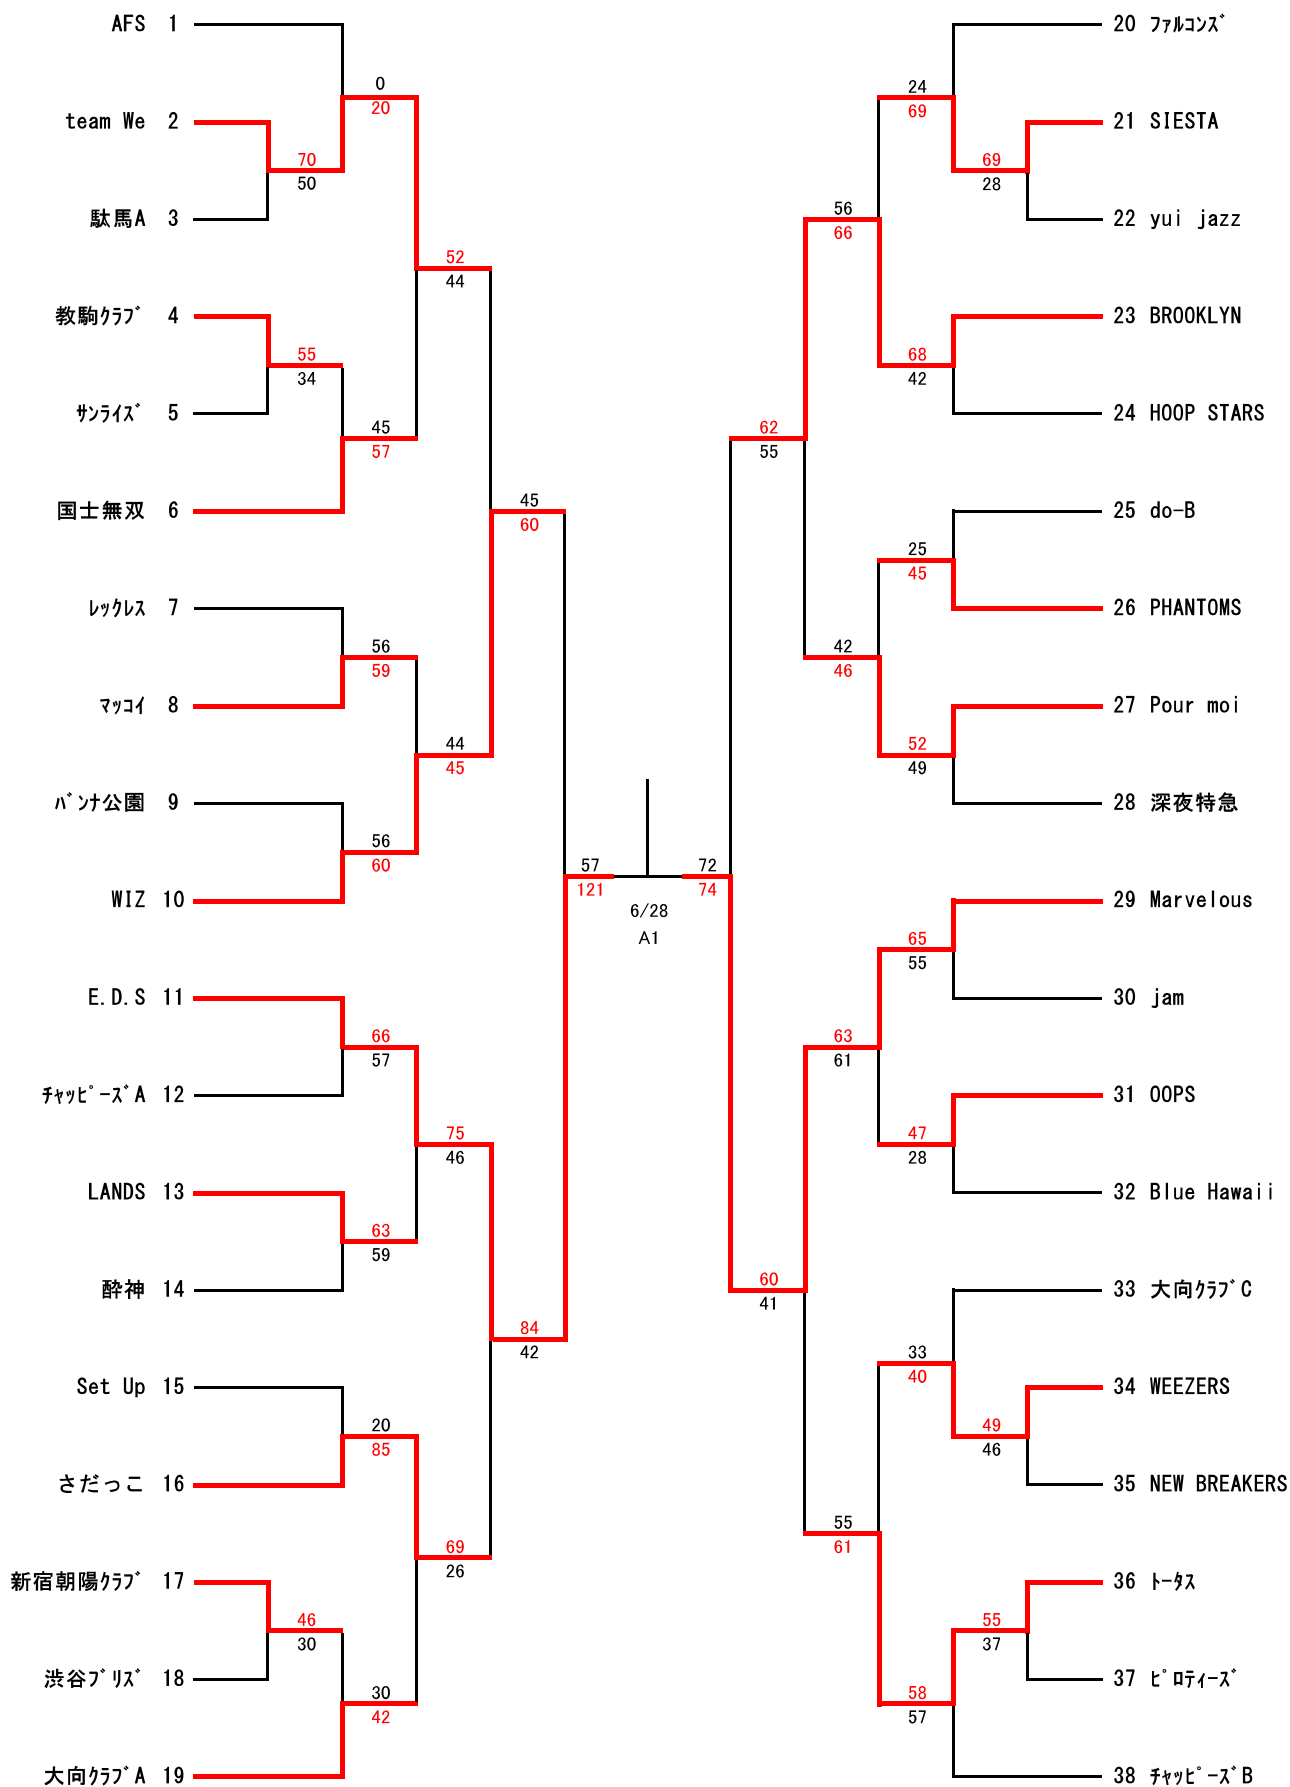 AFS 1
0
20
team We 2
70
50
駄馬A 3
52
44
教駒ｸﾗﾌﾞ 4
55
34
ｻﾝﾗｲｽﾞ 5
45
57
国士無双 6
45
60
ﾚｯｸﾚｽ 7
56
59
ﾏｯｺｲ 8
44
45
ﾊﾞﾝﾅ公園 9
56
60
WIZ 10
57
121
E.D.S 11
66
57
ﾁｬｯﾋﾟｰｽﾞA 12
75
46
LANDS 13
63
59
酔神 14
84
42
Set Up 15
20
85
さだっこ 16
69
26
新宿朝陽ｸﾗﾌﾞ 17
46
30
渋谷ﾌﾞﾘｽﾞ 18
30
42
大向ｸﾗﾌﾞA 19
6/28
A1
20 ﾌｧﾙｺﾝｽﾞ
24
69
21 SIESTA
69
28
22 yui jazz
56
66
23 BROOKLYN
68
42
24 HOOP STARS
62
55
25 do-B
25
45
26 PHANTOMS
42
46
27 Pour moi
52
49
28 深夜特急
72
74
29 Marvelous
65
55
30 jam
63
61
31 OOPS
47
28
32 Blue Hawaii
60
41
33 大向ｸﾗﾌﾞC
33
40
34 WEEZERS
49
46
35 NEW BREAKERS
55
61
36 ﾄｰﾀｽ
55
37
37 ﾋﾟﾛﾃｨｰｽﾞ
58
57
38 ﾁｬｯﾋﾟｰｽﾞB